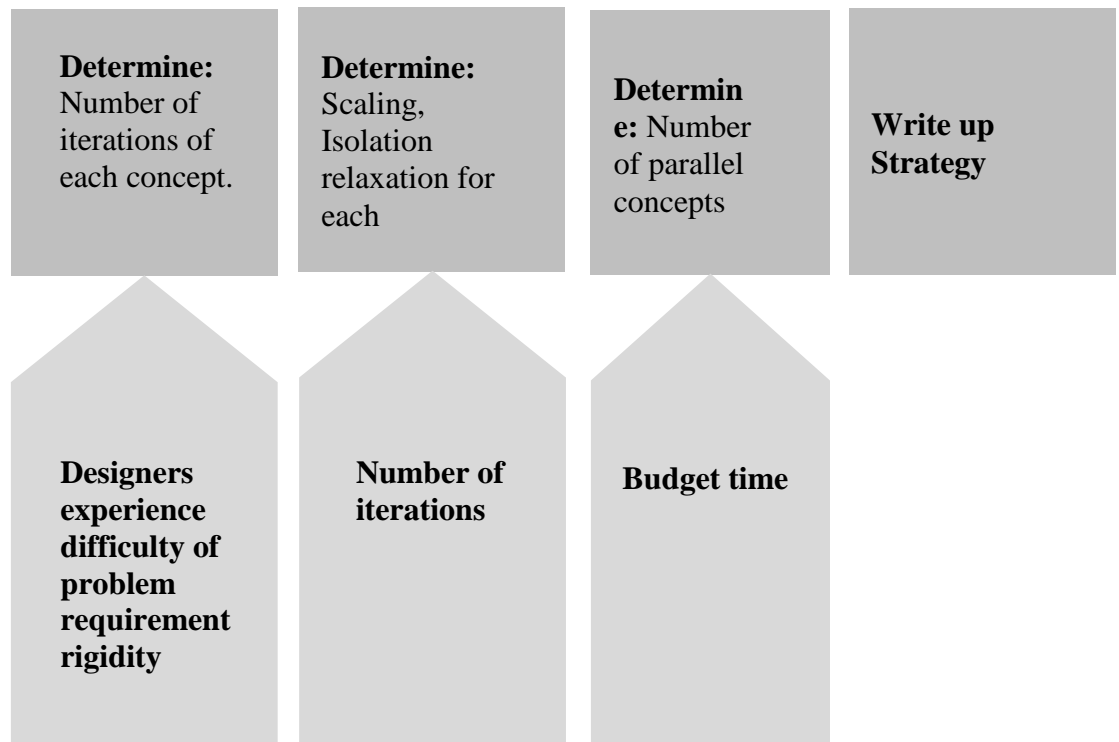 Determine:
Number of
iterations of
each concept.
Determine:
Scaling,
Isolation
relaxation for
each
Determin
e: Number
of parallel
concepts
Write up
Strategy
Designers
experience
difficulty of
problem
requirement
rigidity
Number of
iterations
Budget time